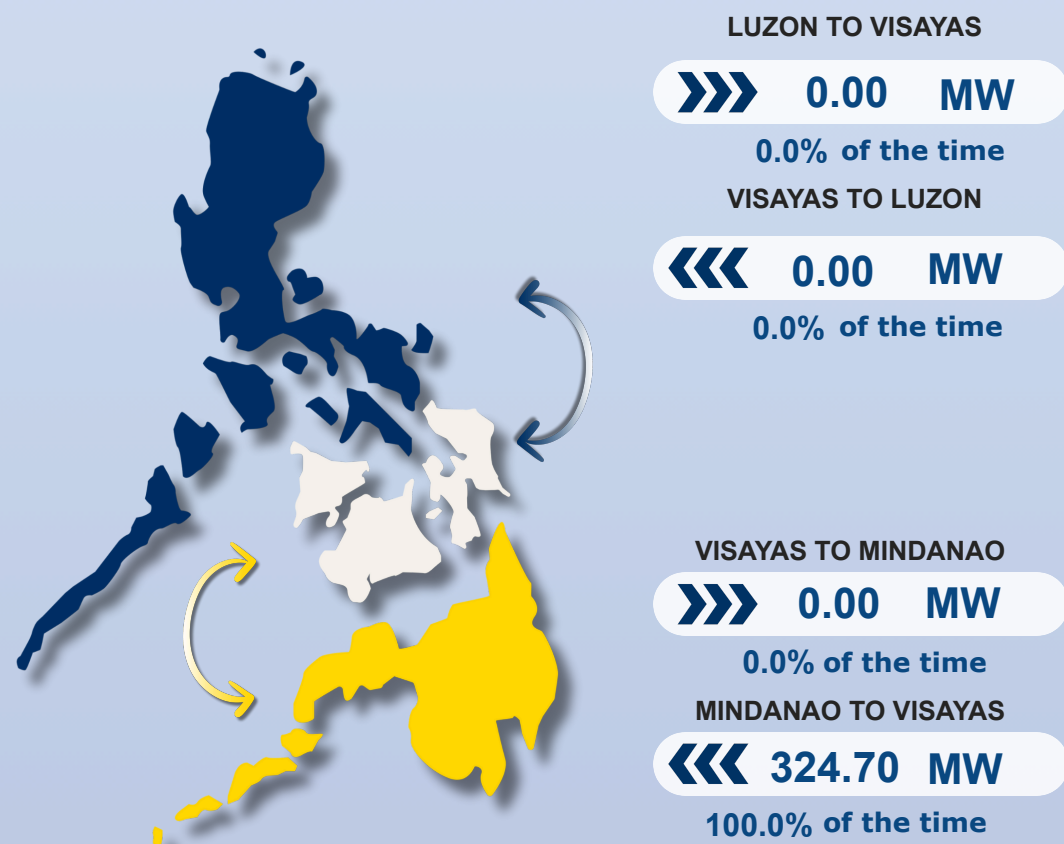 LUZON TO VISAYAS
0.00 MW
0.0% of the time
VISAYAS TO LUZON
0.00 MW
0.0% of the time
VISAYAS TO MINDANAO
0.00 MW
0.0% of the time
MINDANAO TO VISAYAS
324.70 MW
100.0% of the time